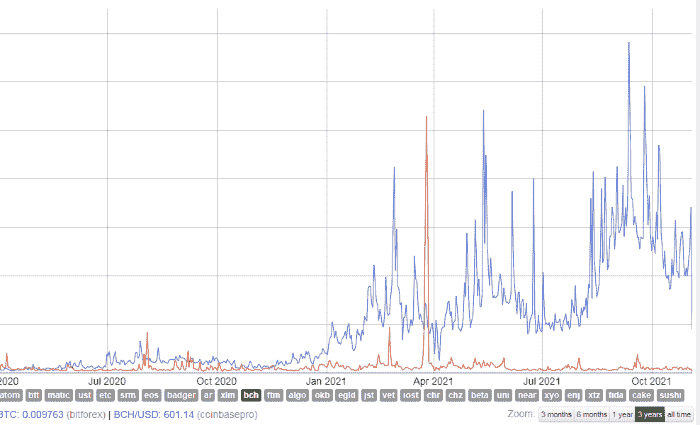 2020 Jul 2020 Oct 2020 Jan 2021 Apr 2021 Jul 2021 Oct 2021
atom btt matic ust etc srm eos badger ar xlm bch ftm algo okb egld jst vet lost chr chz beta uni near xyo enj xtz fida cake sushi
BTC: 0.009763 (bitforex) | BCH/USD: 601.14 (coinbasepro) Zoom: 3 months 6 months 1 year 3 years all time